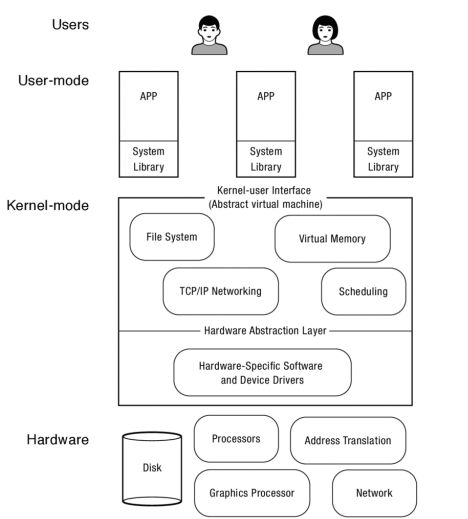 Users
User-mode
APP
APP
APP
System
Library
System
Library
System
Library
Kernel-mode
Kernel-user Interface
(Abstract virtual machine)
File System
Virtual Memory
TCP/IP Networking
Scheduling
Hardware Abstraction Layer
Hardware-Specific Software
and Device Drivers
Hardware
Disk
Processors
Address Translation
Graphics Processor
Network